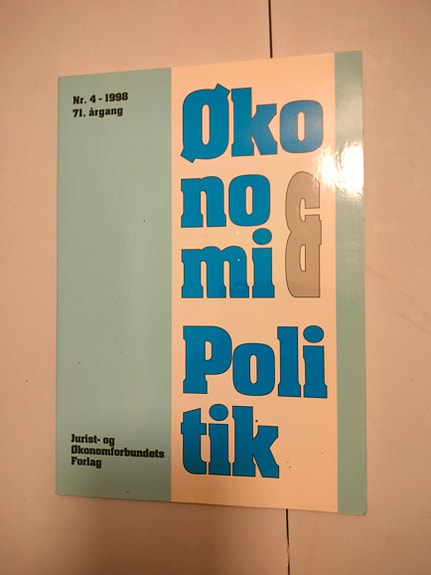 Nr. 4 - 1998
71. årgang
Øko
no
mi &
Poli
tik
Jurist- og
Økonomforbundets
Forlag